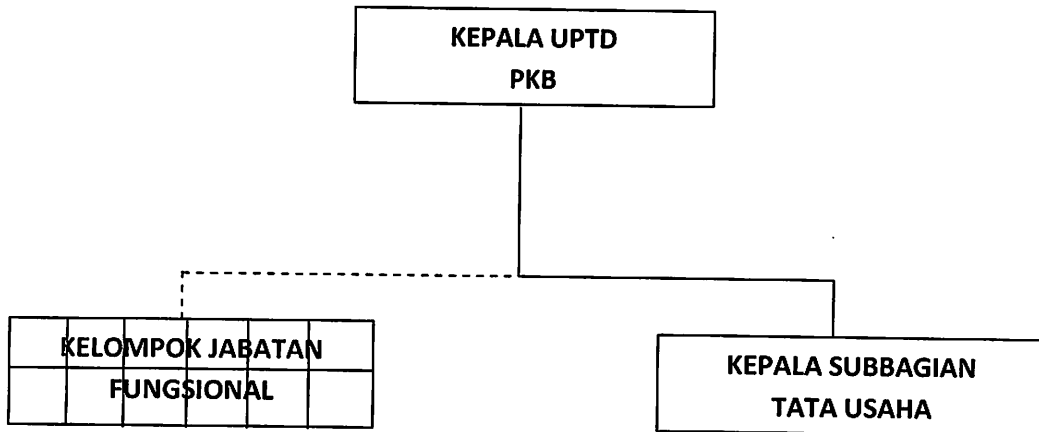 KEPALA UPTD
PKB
KELOMPOK JABATAN
FUNGSIONAL
KEPALA SUBBAGIAN
TATA USAHA